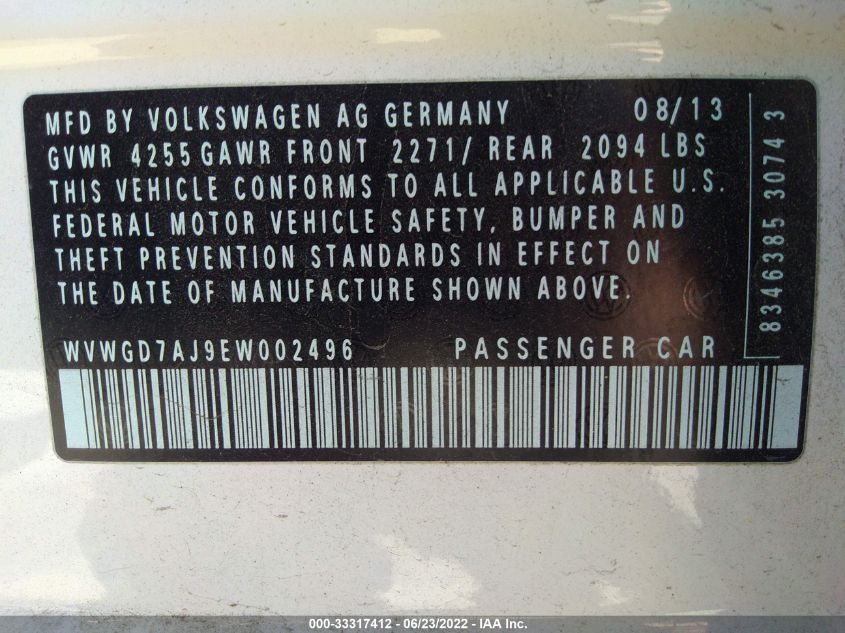 MFD BY VOLKSWAGEN AG GERMANY 08/13
GVWR 4255 GAWR FRONT 2271/ REAR 2094 LBS
THIS VEHICLE CONFORMS TO ALL APPLICABLE U.S.
FEDERAL MOTOR VEHICLE SAFETY, BUMPER AND
THEFT PREVENTION STANDARDS IN EFFECT ON
THE DATE OF MANUFACTURE SHOWN ABOVE.
WVWGD7AJ9EW002496 PASSENGER CAR
8346385 3074 3
000-33317412 - 06/23/2022 - IAA Inc.